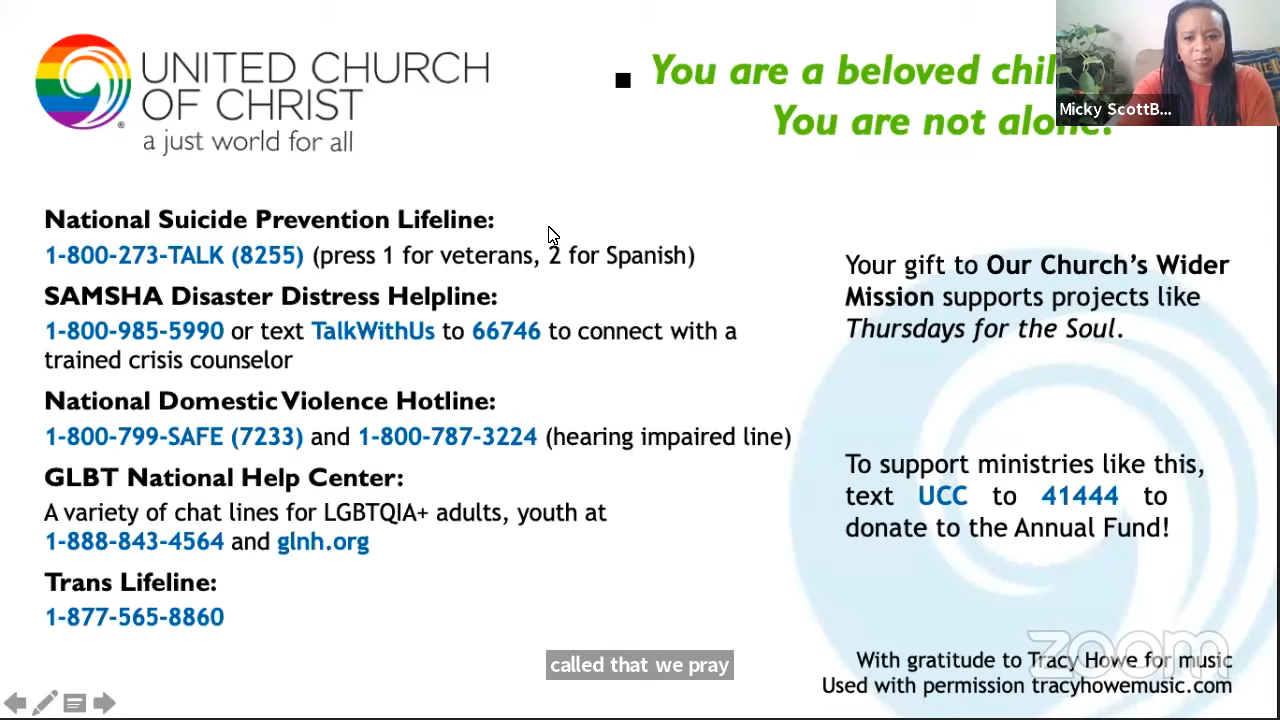 UNITED CHURCH
OF CHRIST
a just world for all
You are a beloved chil
You are not alone.
Micky ScottB...
National Suicide Prevention Lifeline:
1-800-273-TALK (8255) (press 1 for veterans, 2 for Spanish)
SAMSHA Disaster Distress Helpline:
1-800-985-5990 or text TalkWithUs to 66746 to connect with a
trained crisis counselor
National Domestic Violence Hotline:
1-800-799-SAFE (7233) and 1-800-787-3224 (hearing impaired line)
GLBT National Help Center:
A variety of chat lines for LGBTQIA+ adults, youth at
1-888-843-4564 and glnh.org
Trans Lifeline:
1-877-565-8860
Your gift to Our Church's Wider
Mission supports projects like
Thursdays for the Soul.
To support ministries like this,
text UCC to 41444 to
donate to the Annual Fund!
zoom
With gratitude to Tracy Howe for music
Used with permission tracyhowemusic.com
called that we pray